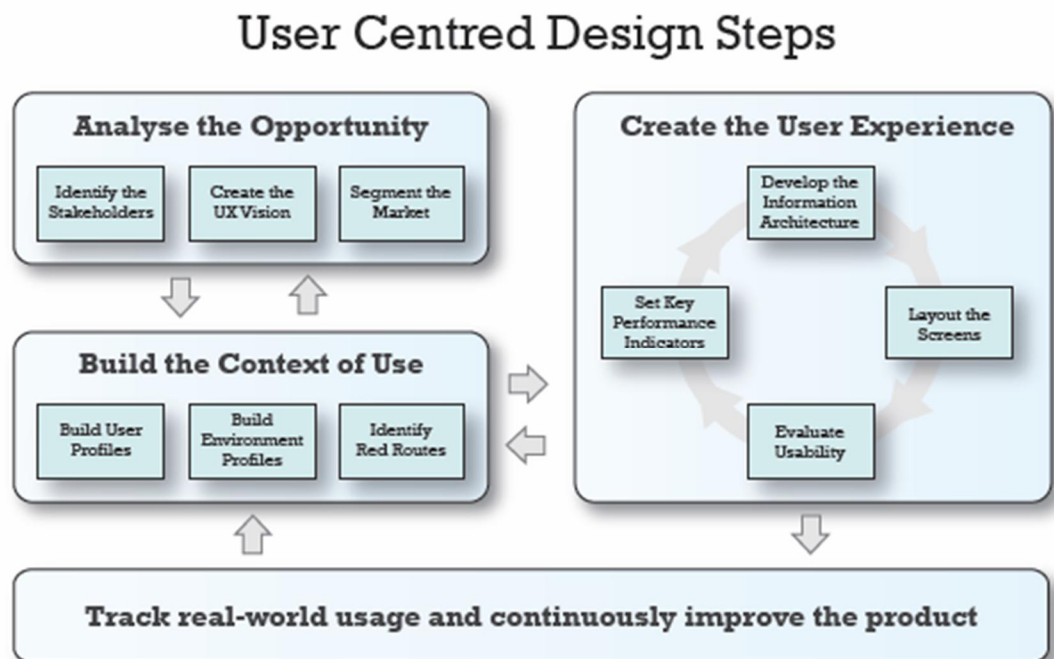 User Centred Design Steps
Analyse the Opportunity
Identify the
Stakeholders
Create the
UX Vision
Segment the
Market
Build the Context of Use
Build User
Profiles
Build
Environment
Profiles
Identify
Red Routes
Create the User Experience
Develop the
Information
Architecture
Set Key
Performance
Indicators
Layout the
Screens
Evaluate
Usability
Track real-world usage and continuously improve the product